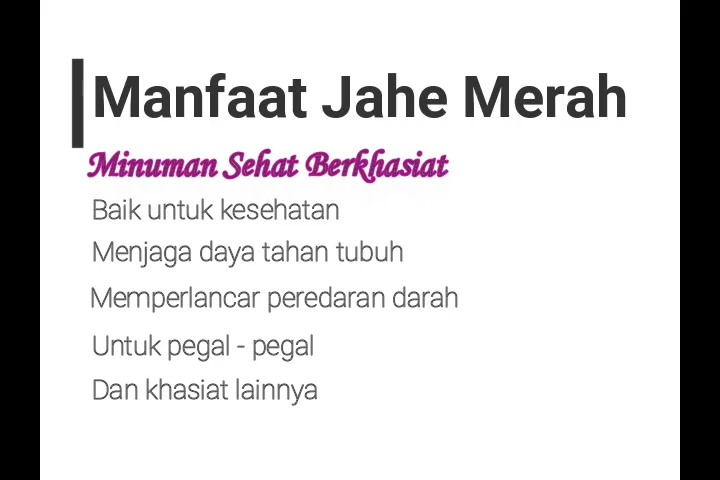 Manfaat Jahe Merah
Minuman Sehat Berkhasiat
Baik untuk kesehatan
Menjaga daya tahan tubuh
Memperlancar peredaran darah
Untuk pegal - pegal
Dan khasiat lainnya